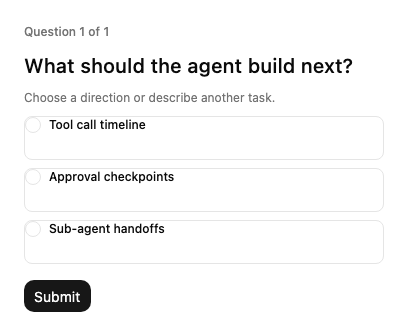 Question 1 of 1
What should the agent build next?
Choose a direction or describe another task.
Tool call timeline
Approval checkpoints
Sub-agent handoffs
Submit